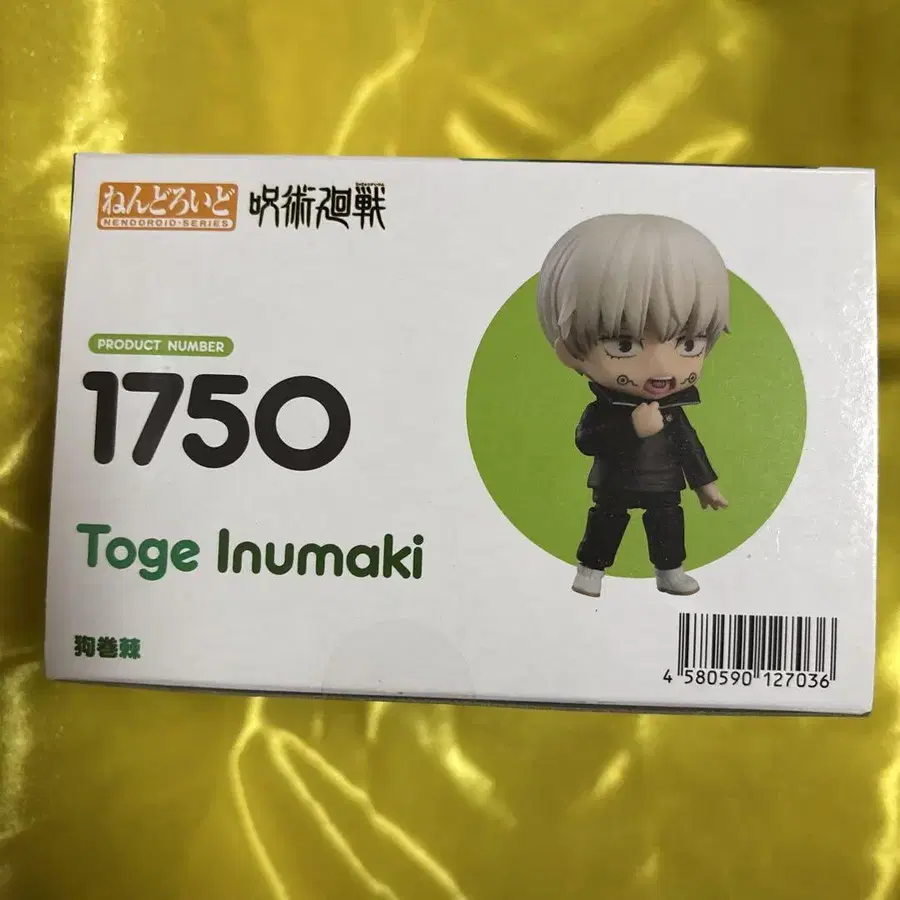 ねんどろいど
NENDOROID-SERIES
呪術廻戦
PRODUCT NUMBER
1750
Toge Inumaki
狗巻棘
4 580590 127036